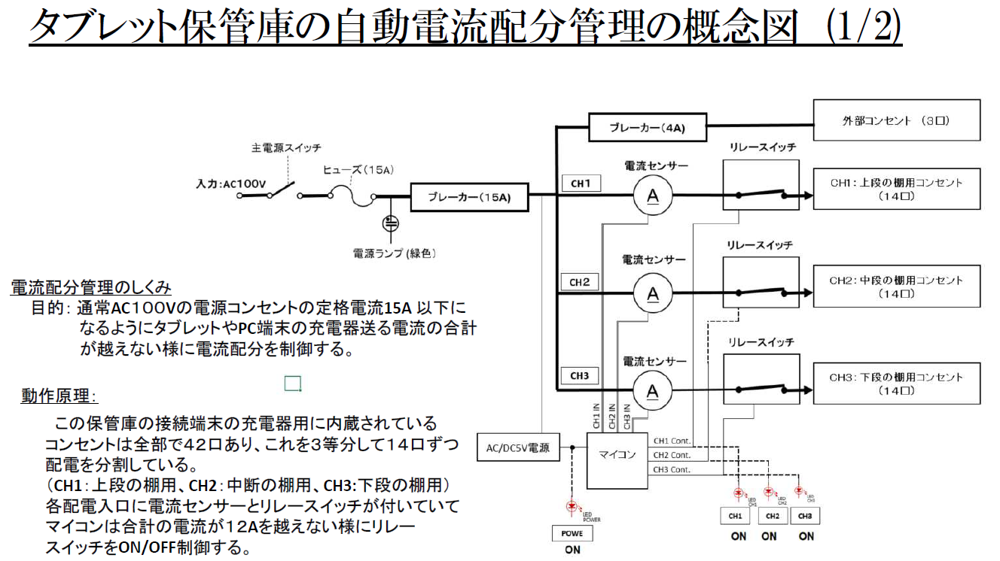 タブレット保管庫の自動電流配分管理の概念図 (1/2)
主電源スイッチ
ヒューズ(15A)
入力:AC100V
ブレーカー(15A)
電源ランプ(緑色)
ブレーカー(4A)
外部コンセント (3口)
リレースイッチ
電流センサー
CH1
A
CH1:上段の棚用コンセント
(14口)
リレースイッチ
電流センサー
CH2
A
CH2:中段の棚用コンセント
(14口)
リレースイッチ
電流センサー
CH3
A
CH3:下段の棚用コンセント
(14口)
電流配分管理のしくみ
目的: 通常AC100Vの電源コンセントの定格電流15A 以下に
なるようにタブレットやPC端末の充電器送る電流の合計
が越えない様に電流配分を制御する。
動作原理:
この保管庫の接続端末の充電器用に内蔵されている
コンセントは全部で42口あり、これを3等分して14口ずつ
配電を分割している。
(CH1:上段の棚用、CH2:中断の棚用、CH3:下段の棚用)
各配電入口に電流センサーとリレースイッチが付いていて
マイコンは合計の電流が12Aを越えない様にリレー
スイッチをON/OFF制御する。
CH1 IN
CH2 IN
CH3 IN
AC/DC5V電源
マイコン
CH1 Cont.
CH2 Cont.
CH3 Cont.
LED
POWER
POWE
ON
LED
CH1
LED
CH2
LED
CH3
CH1
CH2
CH3
ON
ON
ON